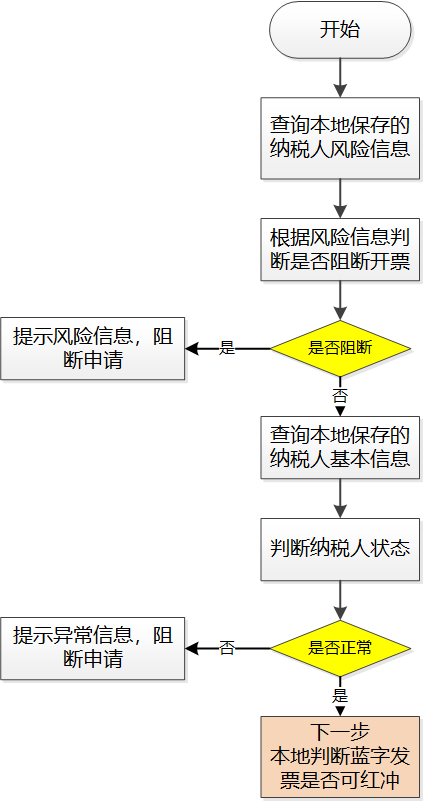 开始
查询本地保存的
纳税人风险信息
根据风险信息判
断是否阻断开票
提示风险信息，阻
断申请
是
是否阻断
否
查询本地保存的
纳税人基本信息
判断纳税人状态
提示异常信息，阻
断申请
否
是否正常
是
下一步
本地判断蓝字发
票是否可红冲